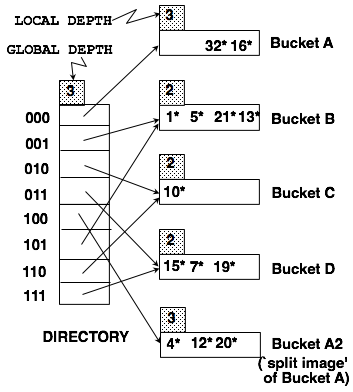 LOCAL DEPTH
3
GLOBAL DEPTH
32* 16*
Bucket A
3
2
000
1* 5* 21* 13*
Bucket B
001
010
2
011
10*
Bucket C
100
101
2
110
15* 7* 19*
Bucket D
111
3
DIRECTORY
4* 12* 20*
Bucket A2
(`split image'
of Bucket A)